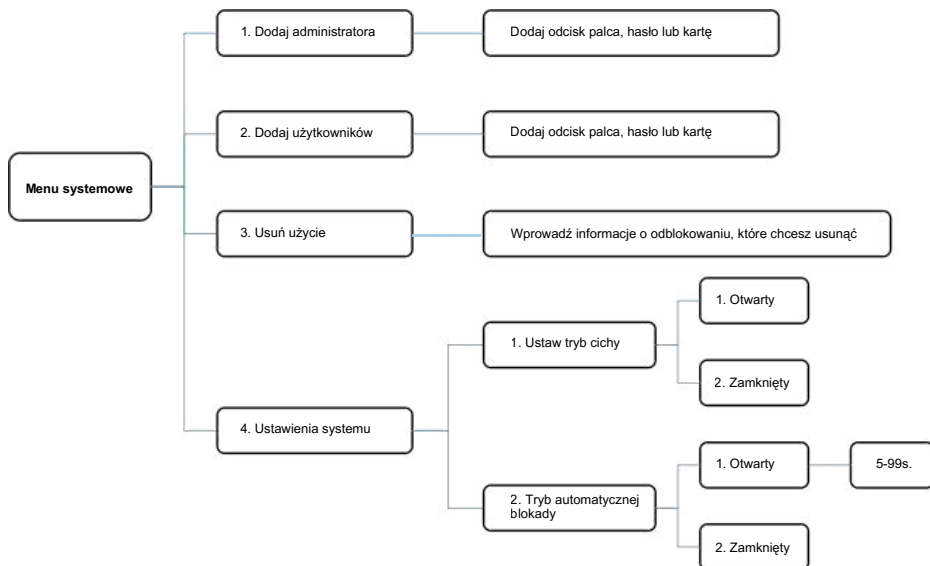 1. Dodaj administratora
Dodaj odcisk palca, hasło lub kartę
2. Dodaj użytkowników
Dodaj odcisk palca, hasło lub kartę
Menu systemowe
3. Usuń użycie
Wprowadź informacje o odblokowaniu, które chcesz usunąć
1. Otwarty
1. Ustaw tryb cichy
2. Zamknięty
4. Ustawienia systemu
1. Otwarty
5-99s.
2. Tryb automatycznej
blokady
2. Zamknięty